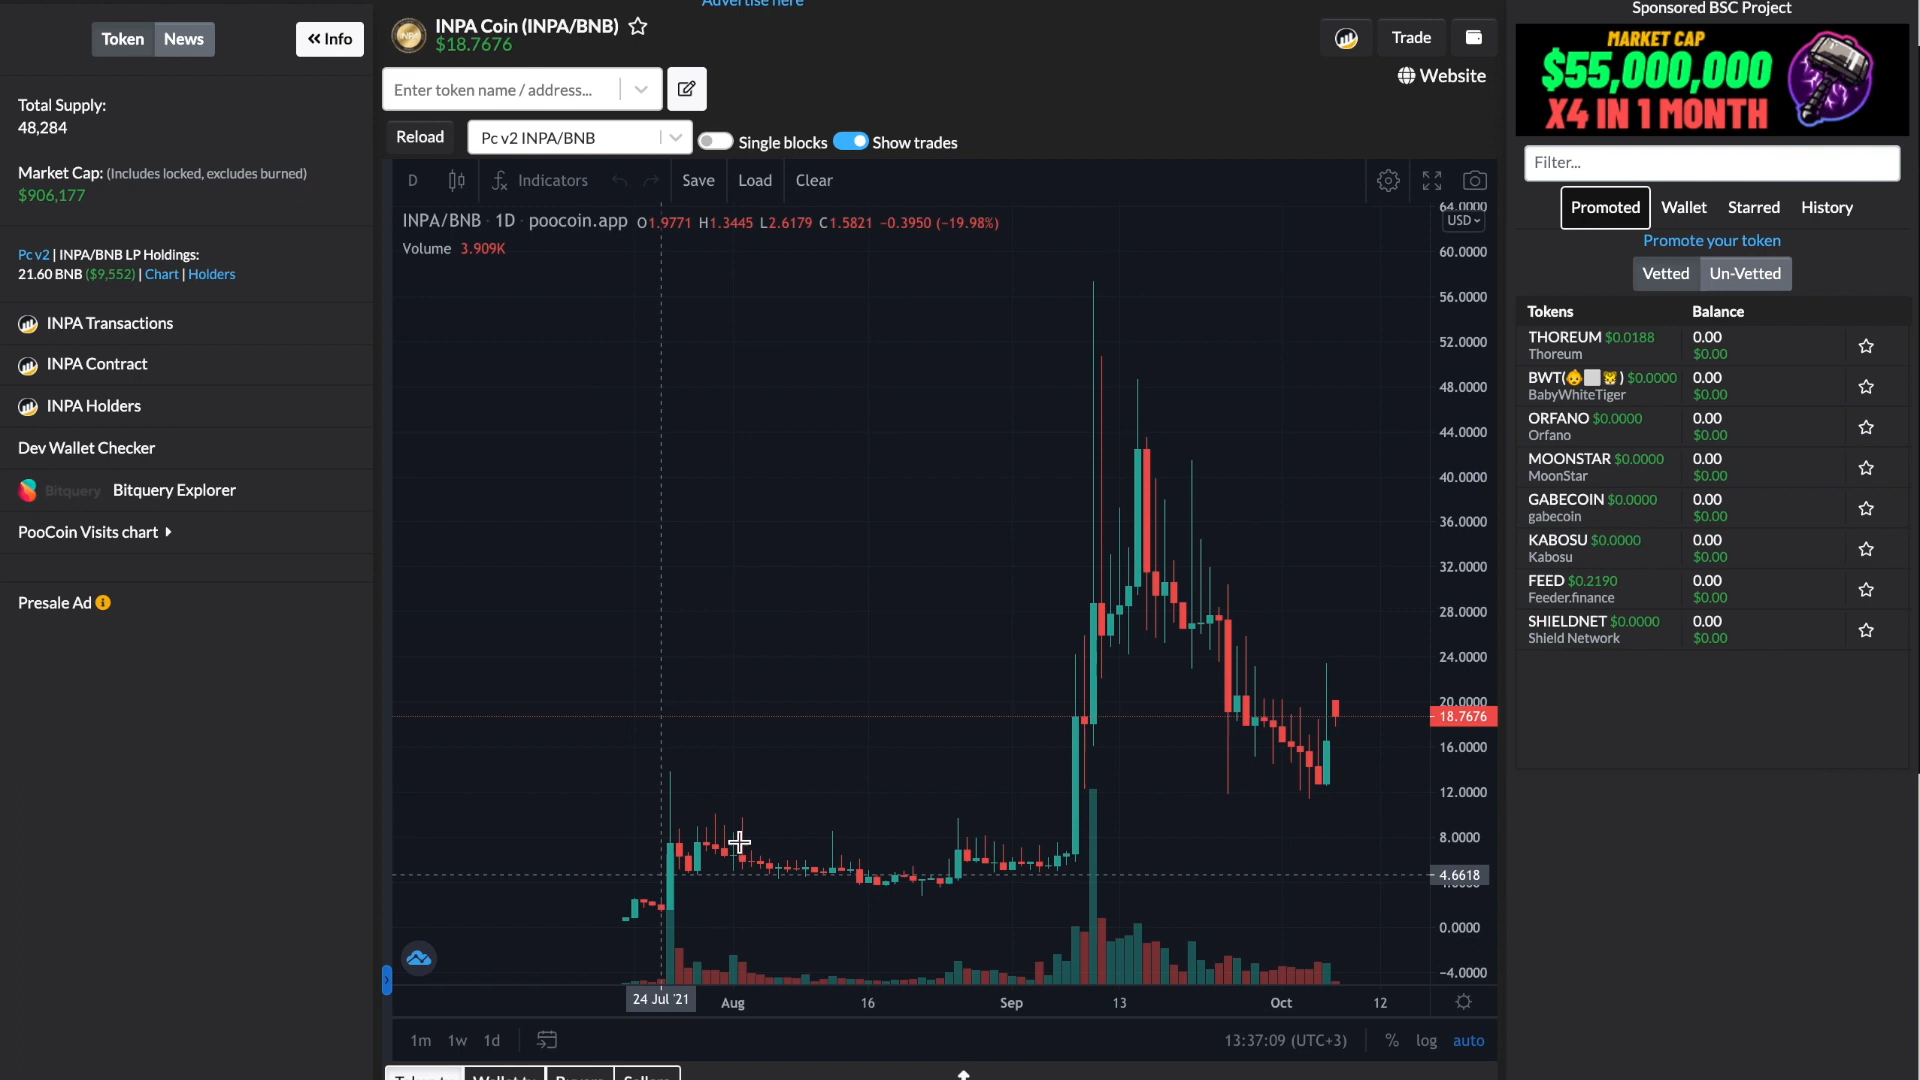 Advertise here
Token
News
« Info
Total Supply:
48,284
Market Cap: (Includes locked, excludes burned)
$906,177
Pc v2 | INPA/BNB LP Holdings:
21.60 BNB ($9,552) | Chart | Holders
INPA Transactions
INPA Contract
INPA Holders
Dev Wallet Checker
Bitquery Bitquery Explorer
PooCoin Visits chart
Presale Ad
INPA Coin (INPA/BNB)
$18.7676
Trade
Website
Enter token name / address...
Reload
Pc v2 INPA/BNB
Single blocks
Show trades
D
Indicators
Save
Load
Clear
INPA/BNB · 1D · poocoin.app O1.9771 H1.3445 L2.6179 C1.5821 −0.3950 (−19.98%)
Volume 3.909K
64.0000
USD
60.0000
56.0000
52.0000
48.0000
44.0000
40.0000
36.0000
32.0000
28.0000
24.0000
20.0000
18.7676
16.0000
12.0000
8.0000
4.6618
0.0000
−4.0000
24 Jul '21
Aug
16
Sep
13
Oct
12
1m 1w 1d
13:37:09 (UTC+3)
% log auto
Sponsored BSC Project
MARKET CAP
$55,000,000
X4 IN 1 MONTH
Filter...
Promoted
Wallet
Starred
History
Promote your token
Vetted
Un-Vetted
Tokens Balance
THOREUM $0.0188 0.00
Thoreum $0.00
BWT(👶⬜🐯) $0.0000 0.00
BabyWhiteTiger $0.00
ORFANO $0.0000 0.00
Orfano $0.00
MOONSTAR $0.0000 0.00
MoonStar $0.00
GABECOIN $0.0000 0.00
gabecoin $0.00
KABOSU $0.0000 0.00
Kabosu $0.00
FEED $0.2190 0.00
Feeder.finance $0.00
SHIELDNET $0.0000 0.00
Shield Network $0.00